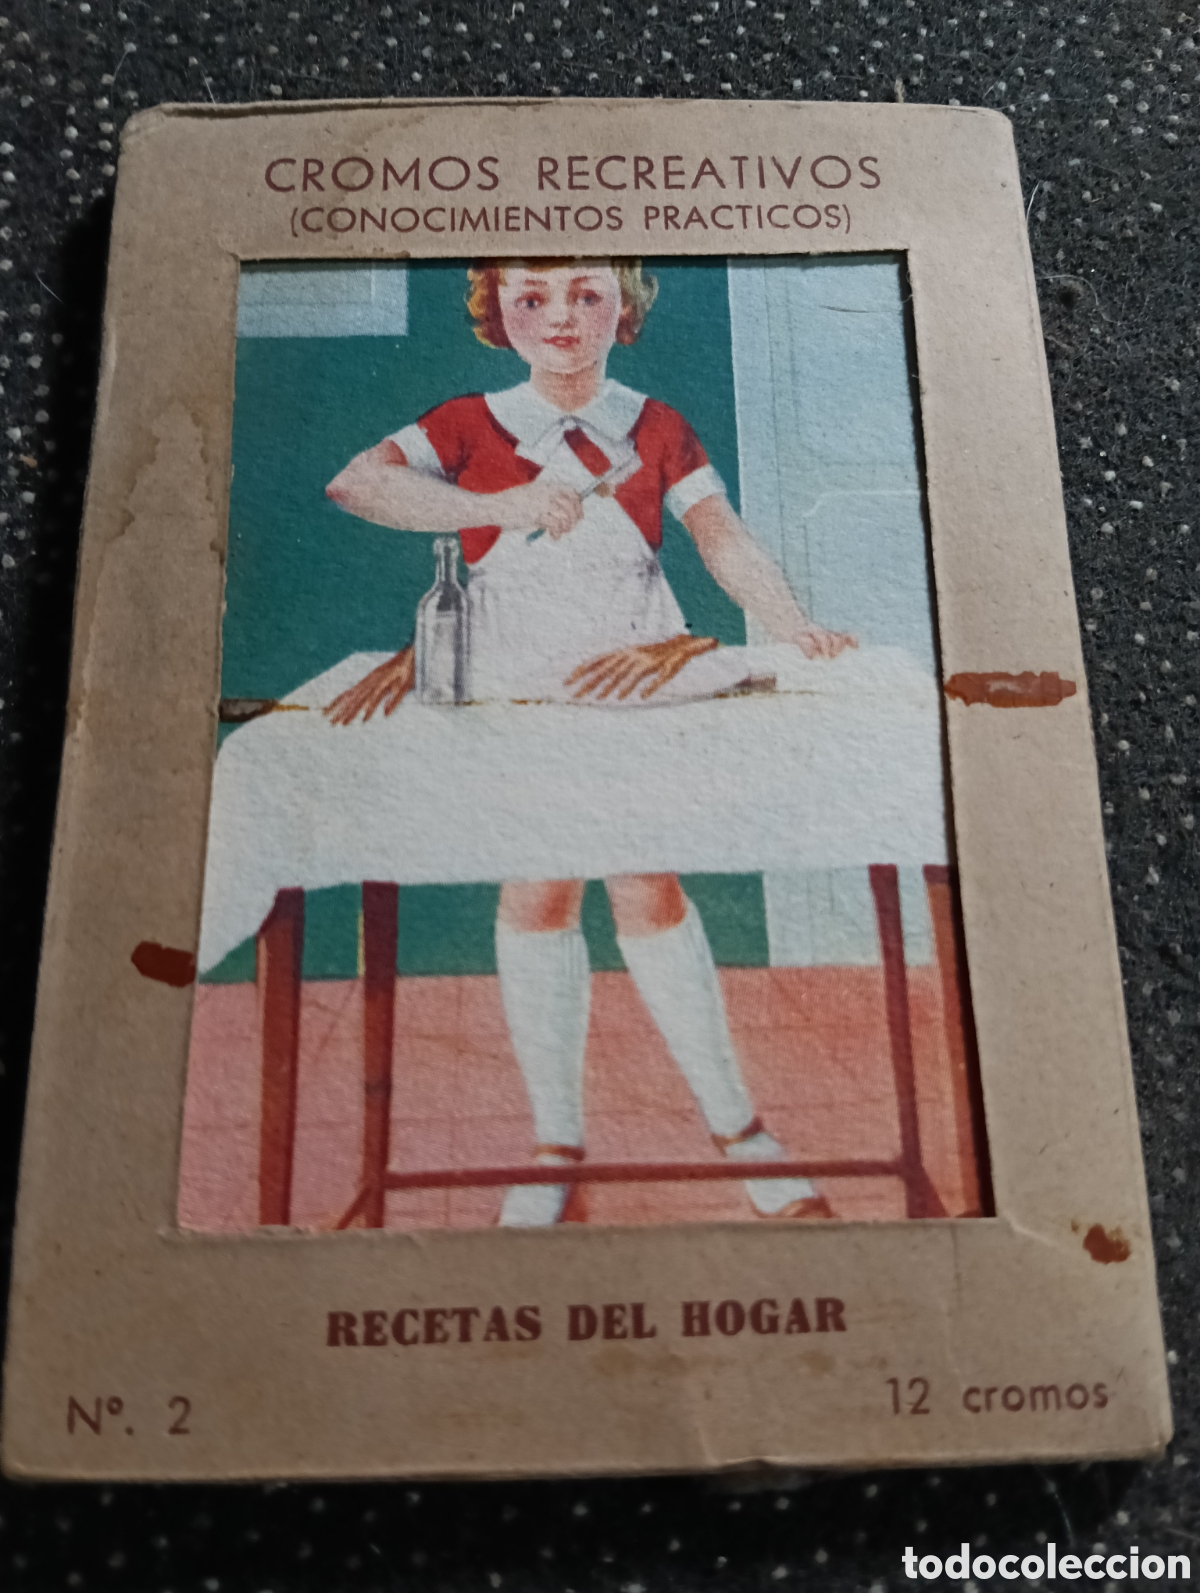 CROMOS RECREATIVOS
(CONOCIMIENTOS PRACTICOS)
RECETAS DEL HOGAR
Nº. 2
12 cromos
todocoleccion